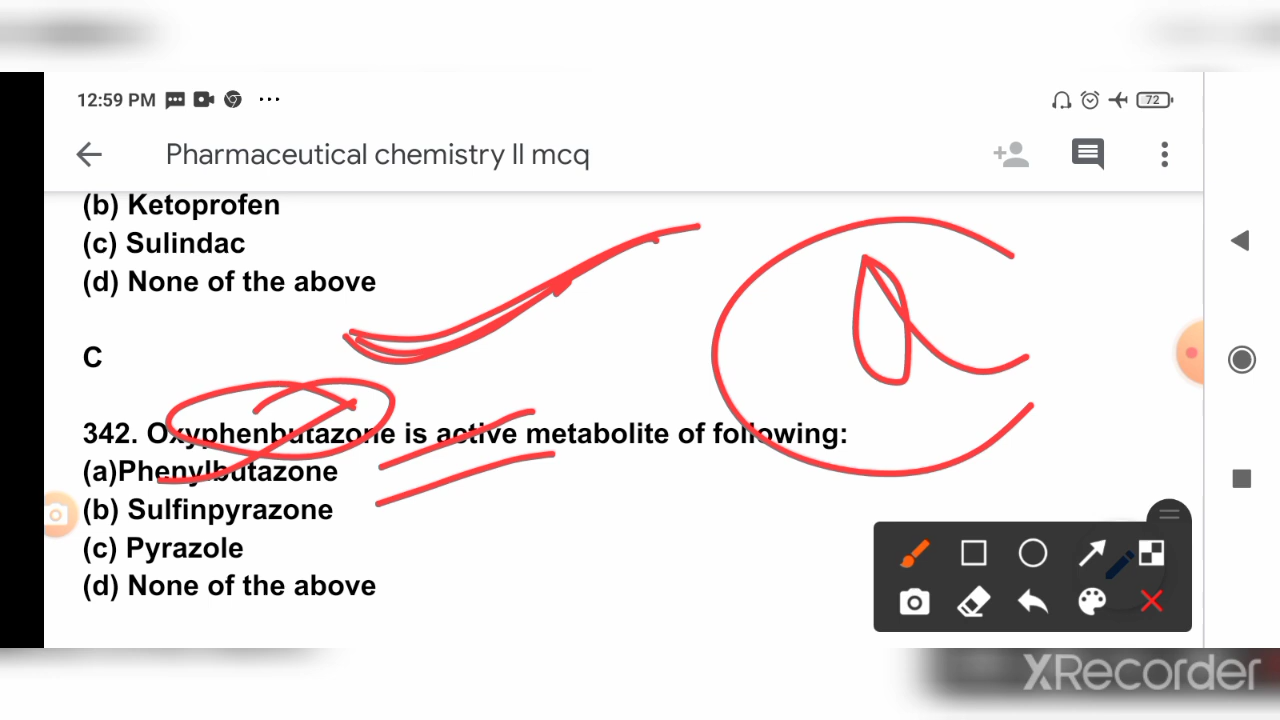 12:59 PM
72
Pharmaceutical chemistry II mcq
(b) Ketoprofen
(c) Sulindac
(d) None of the above
C
a
342. Oxyphenbutazone is active metabolite of following:
(a)Phenylbutazone
(b) Sulfinpyrazone
(c) Pyrazole
(d) None of the above
XRecorder